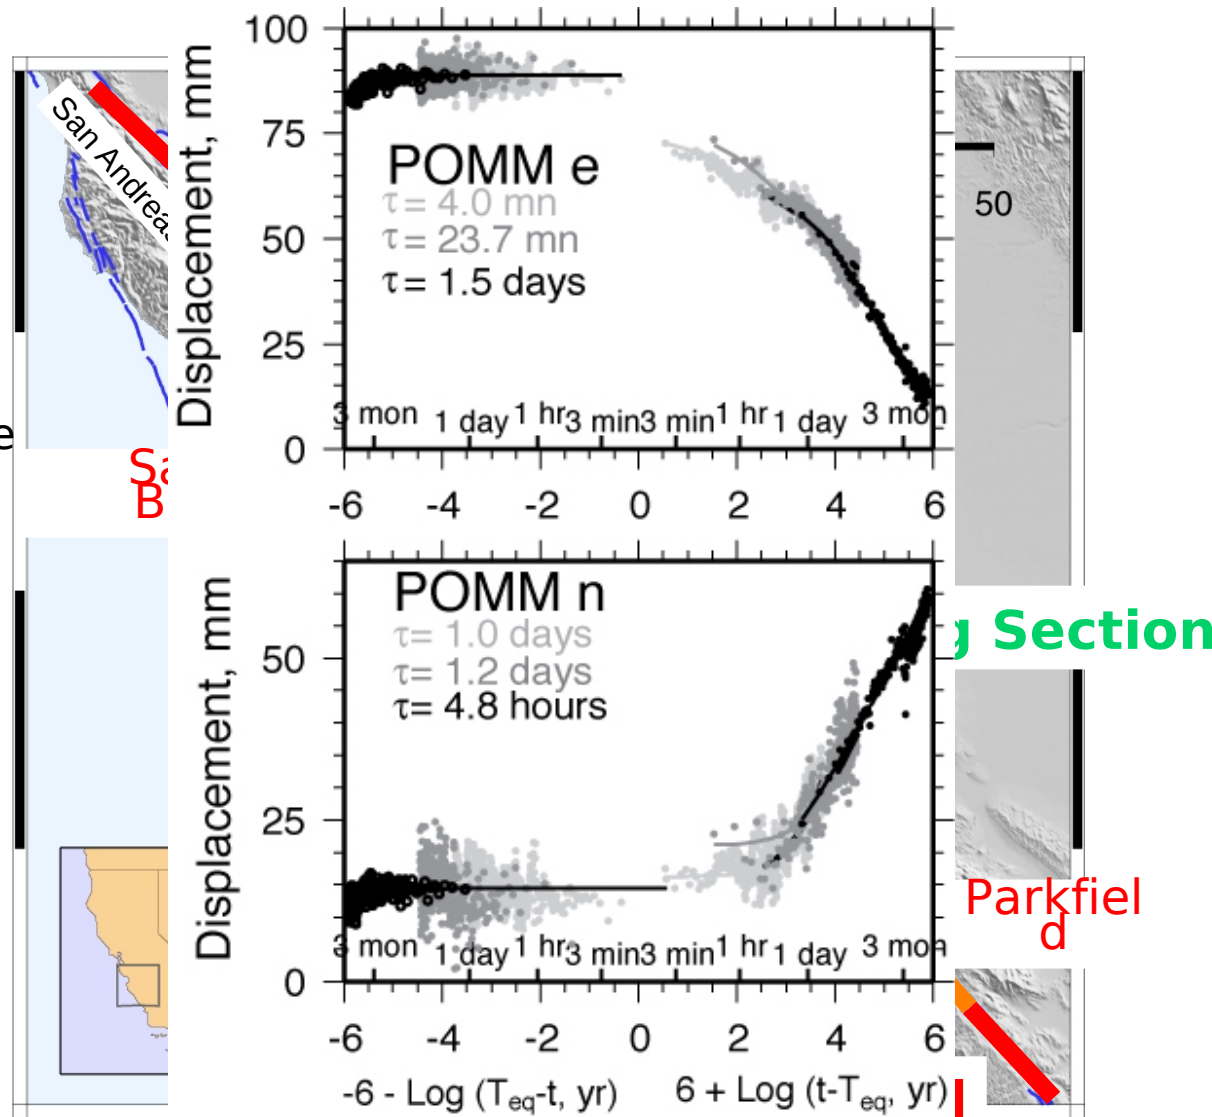 100
75
50
25
0
Displacement, mm
POMM e
τ= 4.0 mn
τ= 23.7 mn
τ= 1.5 days
3 mon 1 day 1 hr 3 min 3 min 1 hr 1 day 3 mon
-6 -4 -2 0 2 4 6
San Andrea
50
e
Sa
B
50
25
0
Displacement, mm
POMM n
τ= 1.0 days
τ= 1.2 days
τ= 4.8 hours
3 mon 1 day 1 hr 3 min 3 min 1 hr 1 day 3 mon
-6 -4 -2 0 2 4 6
-6 - Log (Teq-t, yr) 6 + Log (t-Teq, yr)
g Section
Parkfiel
d